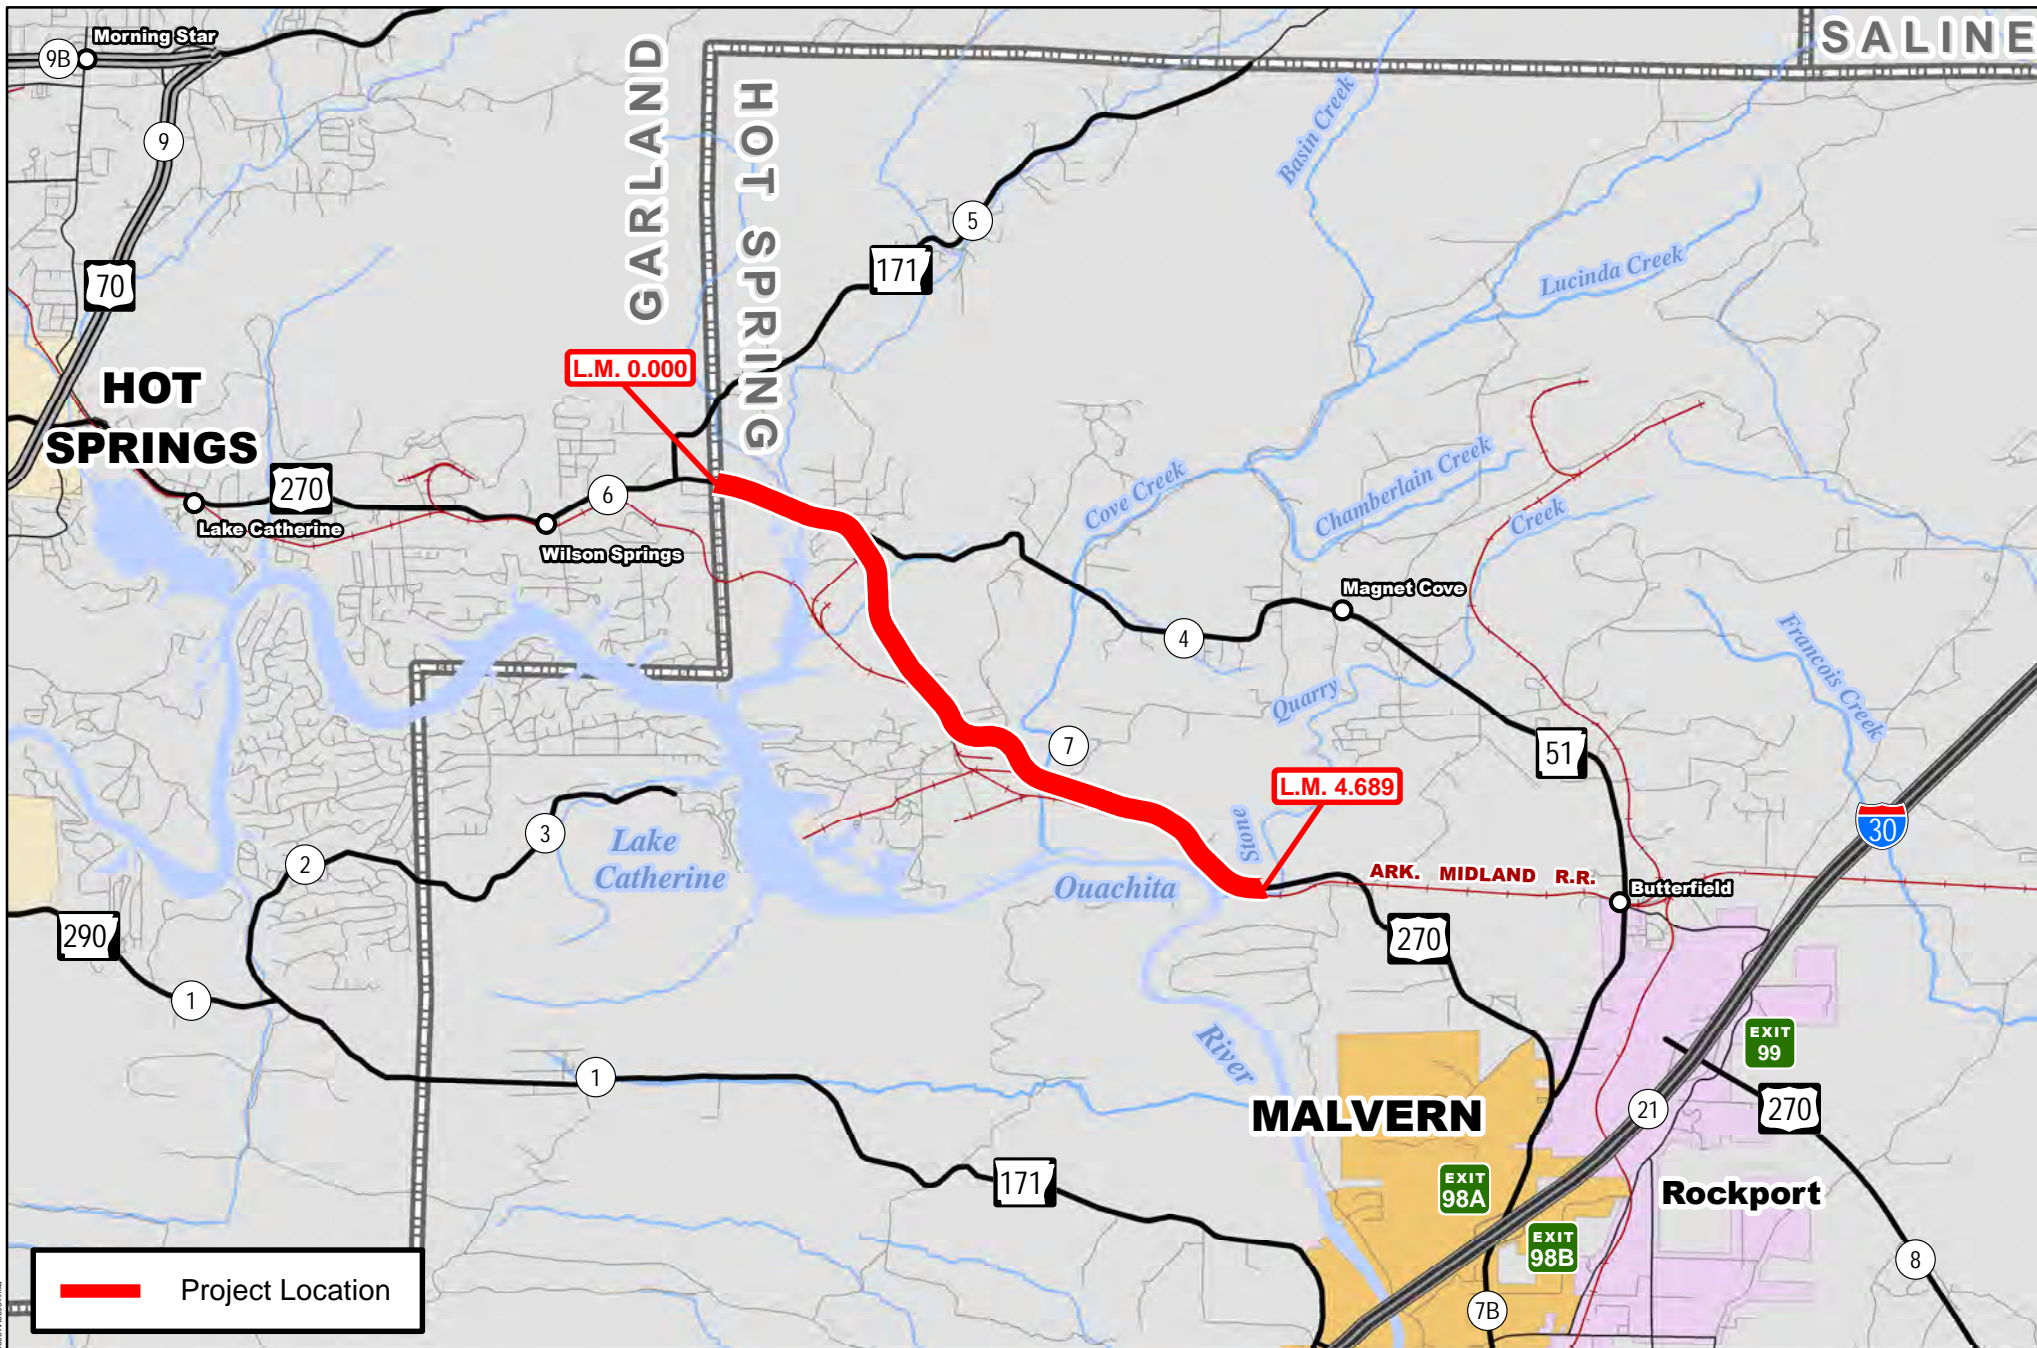 SALINE
Morning Star
9B
GARLAND
HOT SPRING
Basin Creek
9
5
171
70
Lucinda Creek
L.M. 0.000
HOT
SPRINGS
270
6
Lake Catherine
Wilson Springs
Cove Creek
Chamberlain Creek
Creek
Magnet Cove
4
Quarry
Francois Creek
7
51
L.M. 4.689
Stone
30
3
2
Lake
Catherine
Ouachita
ARK. MIDLAND R.R.
Butterfield
290
270
1
River
EXIT
99
1
MALVERN
21
270
171
EXIT
98A
Rockport
EXIT
98B
8
7B
Project Location